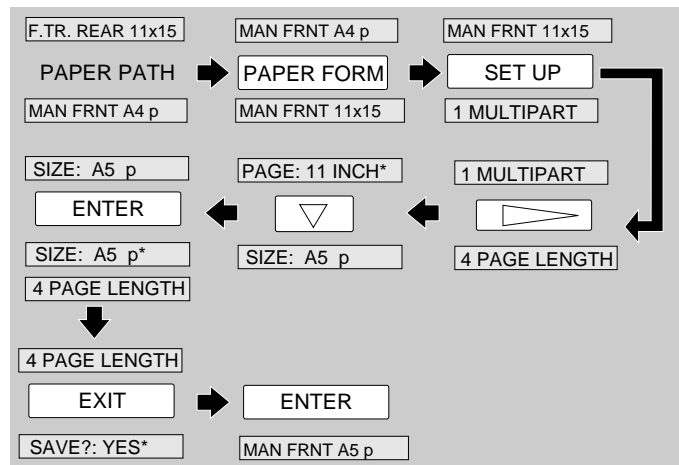 F.TR. REAR 11x15
MAN FRNT A4 p
MAN FRNT 11x15
PAPER PATH
PAPER FORM
SET UP
MAN FRNT A4 p
MAN FRNT 11x15
1 MULTIPART
SIZE: A5 p
PAGE: 11 INCH*
1 MULTIPART
ENTER
SIZE: A5 p*
SIZE: A5 p
4 PAGE LENGTH
4 PAGE LENGTH
4 PAGE LENGTH
EXIT
ENTER
SAVE?: YES*
MAN FRNT A5 p